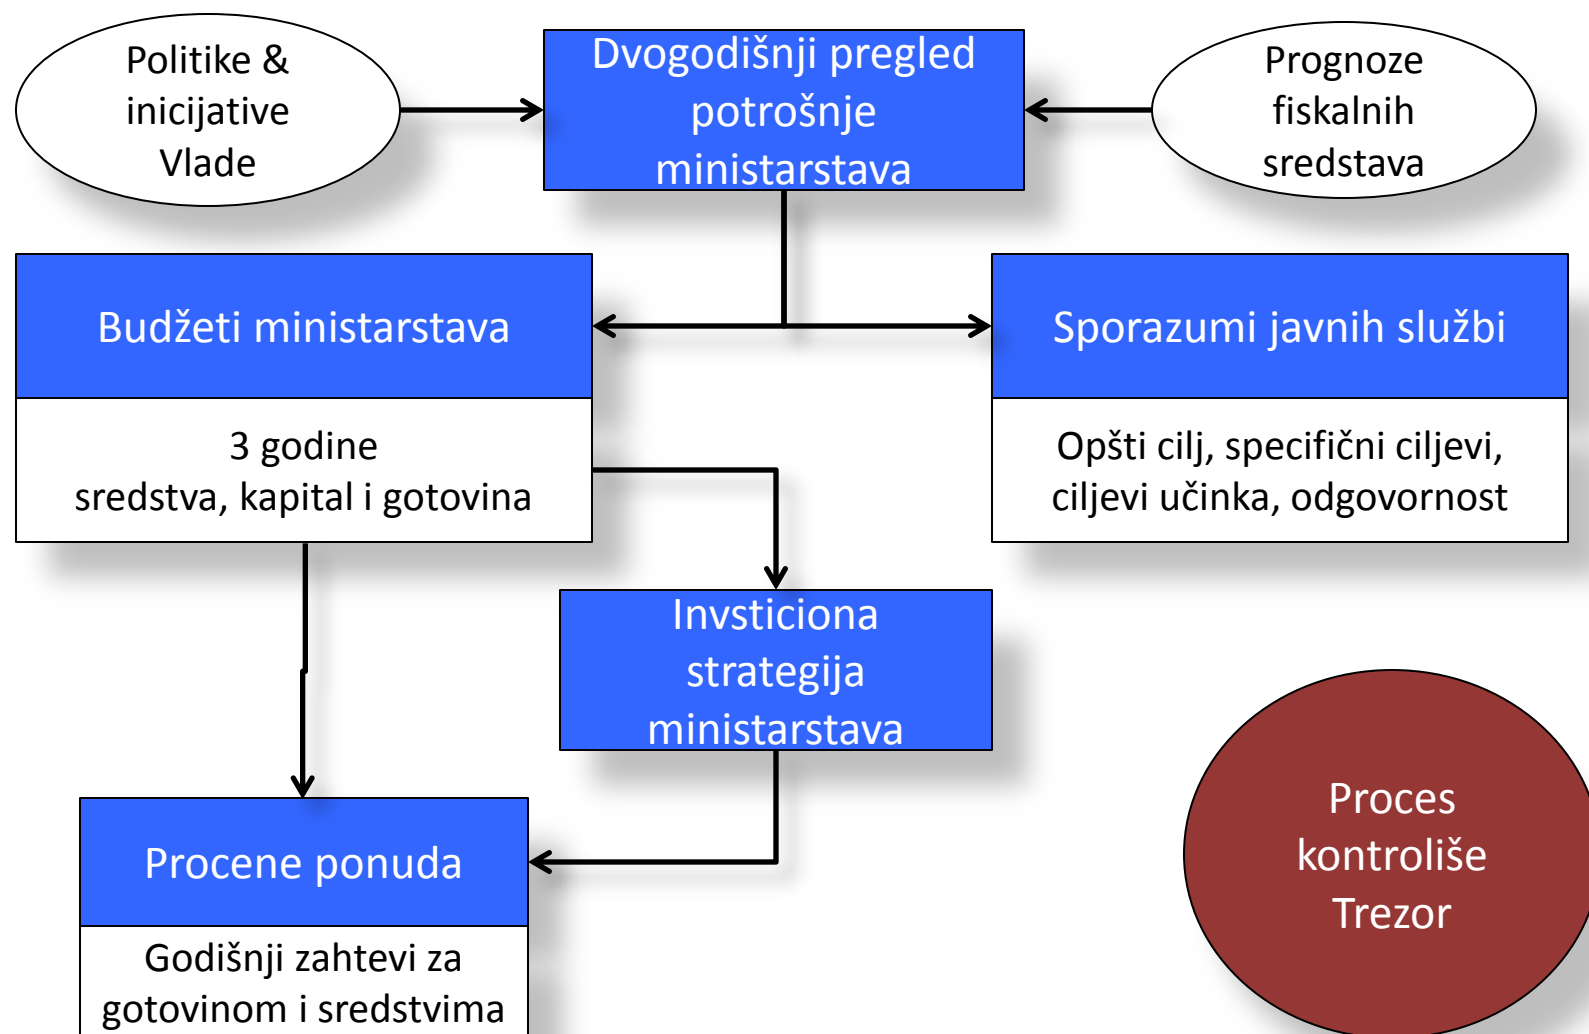 Politike &
inicijative
Vlade
Dvogodišnji pregled
potrošnje
ministarstava
Prognoze
fiskalnih
sredstava
Budžeti ministarstava
3 godine
sredstva, kapital i gotovina
Sporazumi javnih službi
Opšti cilj, specifični ciljevi,
ciljevi učinka, odgovornost
Invsticiona
strategija
ministarstava
Procene ponuda
Godišnji zahtevi za
gotovinom i sredstvima
Proces
kontroliše
Trezor